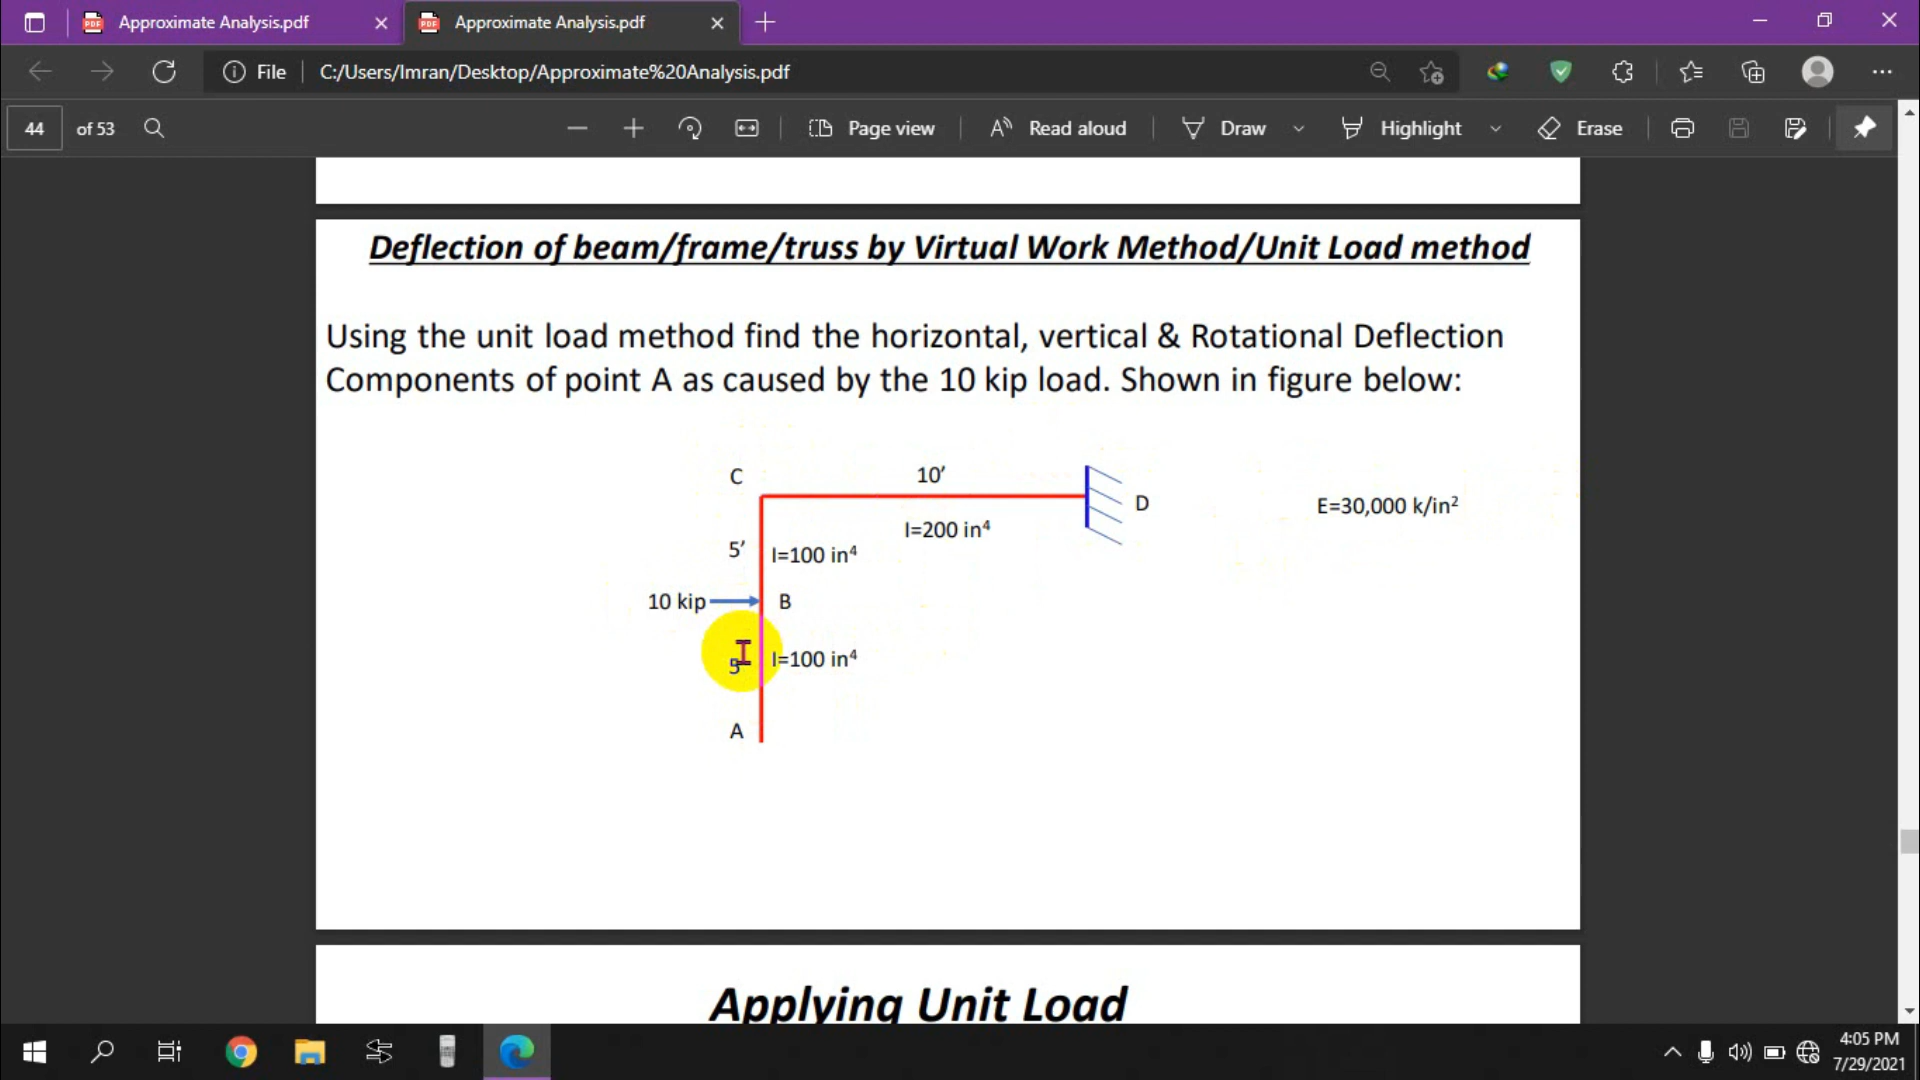 Approximate Analysis.pdf
Approximate Analysis.pdf
File
C:/Users/Imran/Desktop/Approximate%20Analysis.pdf
44 of 53
Page view
Read aloud
Draw
Highlight
Erase
Deflection of beam/frame/truss by Virtual Work Method/Unit Load method
Using the unit load method find the horizontal, vertical & Rotational Deflection
Components of point A as caused by the 10 kip load. Shown in figure below:
C
10′
D
E=30,000 k/in²
I=200 in⁴
5′
I=100 in⁴
10 kip
B
5
I=100 in⁴
A
Applying Unit Load
4:05 PM
7/29/2021